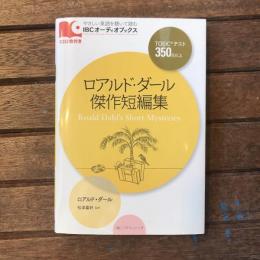 やさしい英語を聴いて読む
IBCオーディオブックス
TOEIC®テスト
350点以上
ロアルド・ダール
傑作短編集
Roald Dahl's Short Mysteries
ロアルド・ダール